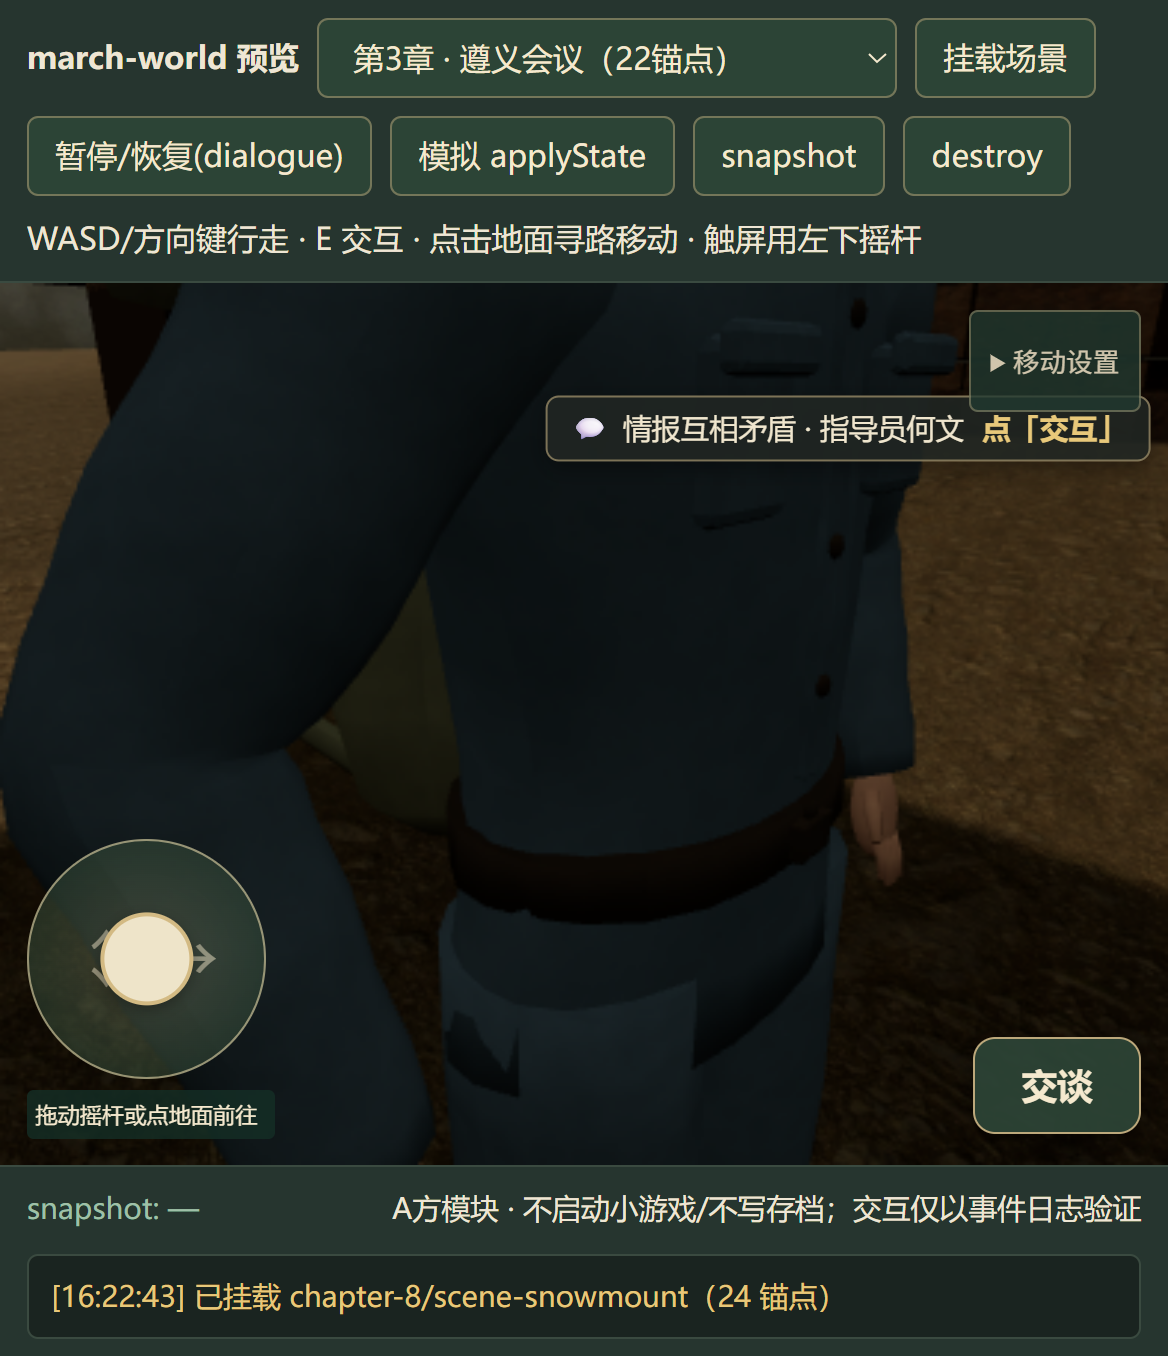 march-world 预览
第3章 · 遵义会议（22锚点）
挂载场景
暂停/恢复(dialogue)
模拟 applyState
snapshot
destroy
WASD/方向键行走 · E 交互 · 点击地面寻路移动 · 触屏用左下摇杆
移动设置
情报互相矛盾 · 指导员何文 点「交互」
拖动摇杆或点地面前往
交谈
snapshot: —
A方模块 · 不启动小游戏/不写存档；交互仅以事件日志验证
[16:22:43] 已挂载 chapter-8/scene-snowmount（24 锚点）